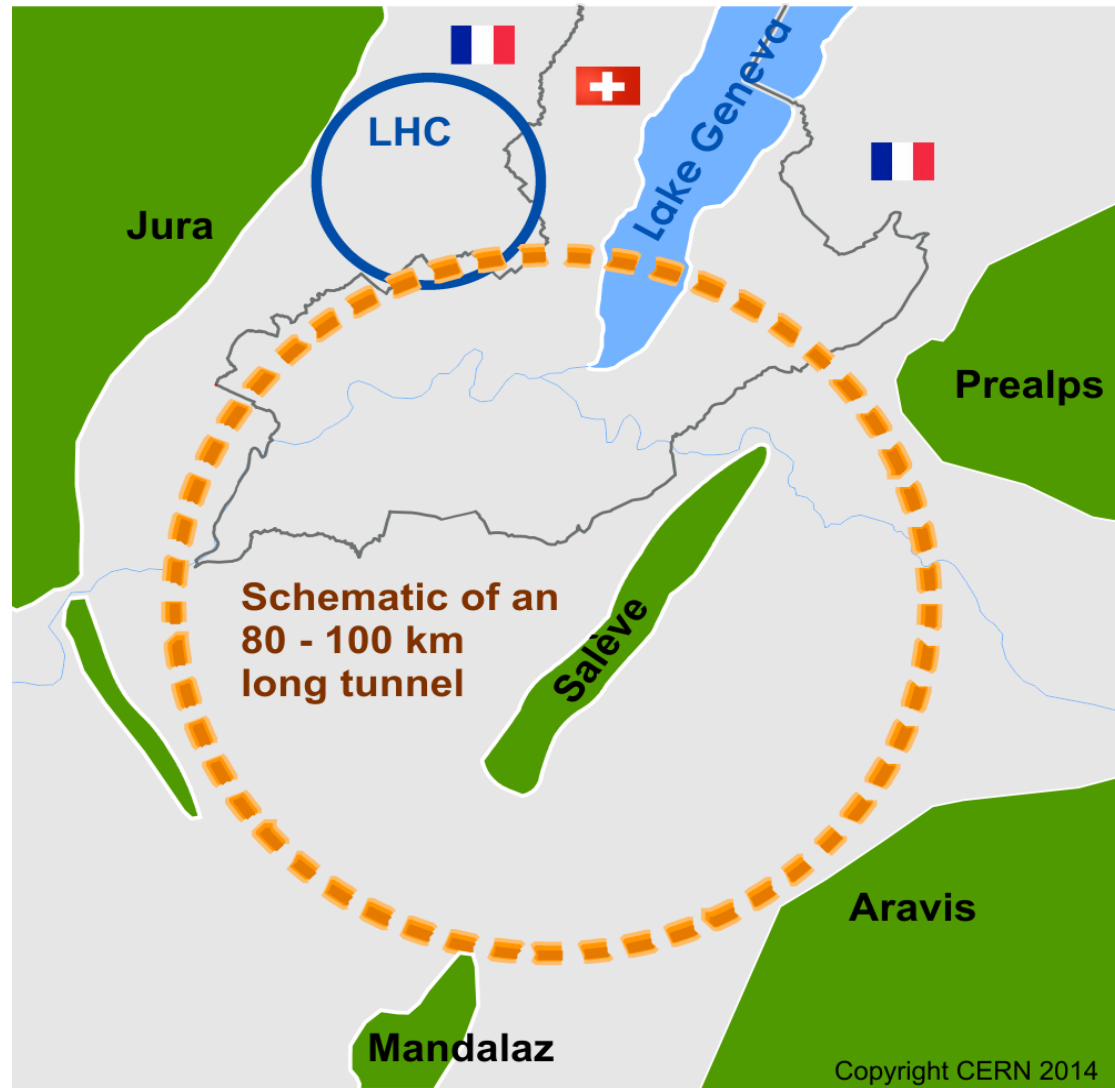 LHC
Lake Geneva
Jura
Prealps
Schematic of an
80 - 100 km
long tunnel
Salève
Aravis
Mandalaz
Copyright CERN 2014